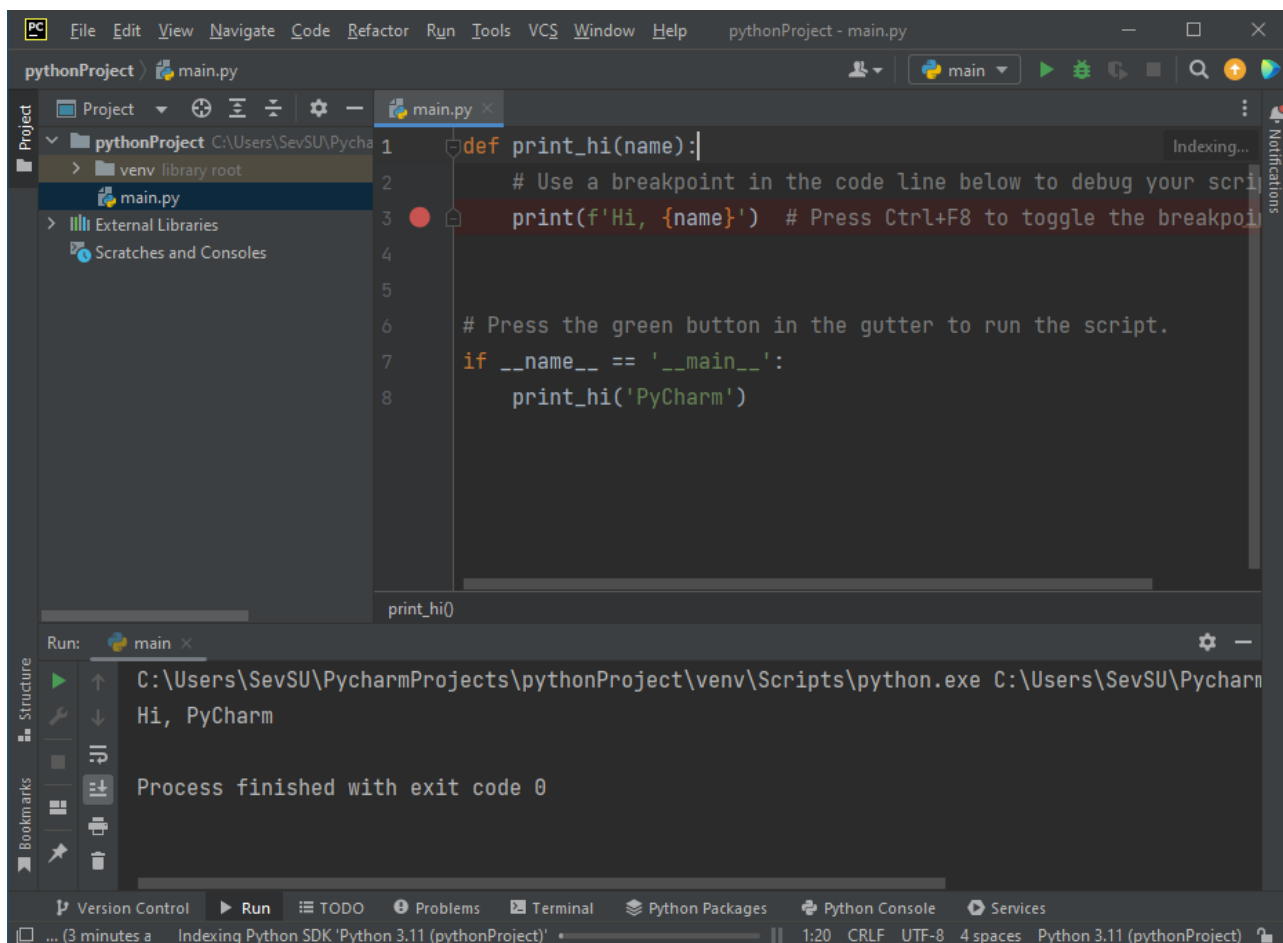 PC File Edit View Navigate Code Refactor Run Tools VCS Window Help pythonProject - main.py
pythonProject main.py main
Project
Project
main.py
Notifications
pythonProject C:\Users\SevSU\Pycha
venv library root
main.py
External Libraries
Scratches and Consoles
1 def print_hi(name): Indexing...
2 # Use a breakpoint in the code line below to debug your scrip
3 print(f'Hi, {name}') # Press Ctrl+F8 to toggle the breakpoi
4
5
6 # Press the green button in the gutter to run the script.
7 if __name__ == '__main__':
8 print_hi('PyCharm')
print_hi()
Run: main
Structure
Bookmarks
C:\Users\SevSU\PycharmProjects\pythonProject\venv\Scripts\python.exe C:\Users\SevSU\Pycharm
Hi, PyCharm
Process finished with exit code 0
Version Control Run TODO Problems Terminal Python Packages Python Console Services
... (3 minutes a Indexing Python SDK 'Python 3.11 (pythonProject)' 1:20 CRLF UTF-8 4 spaces Python 3.11 (pythonProject)